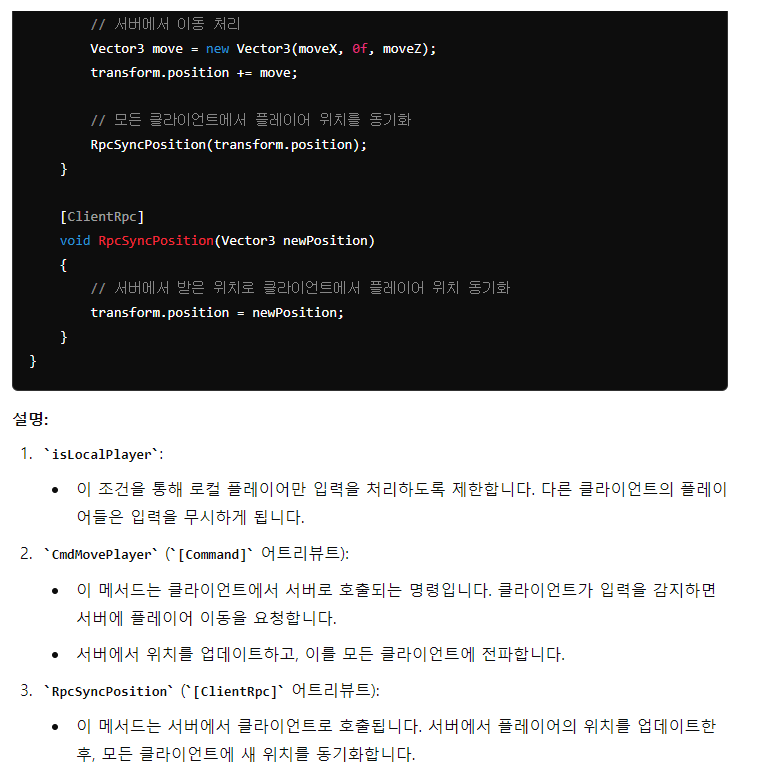 // 서버에서 이동 처리
Vector3 move = new Vector3(moveX, 0f, moveZ);
transform.position += move;
// 모든 클라이언트에서 플레이어 위치를 동기화
RpcSyncPosition(transform.position);
}
[ClientRpc]
void RpcSyncPosition(Vector3 newPosition)
{
// 서버에서 받은 위치로 클라이언트에서 플레이어 위치 동기화
transform.position = newPosition;
}
}
설명:
1. `isLocalPlayer`:
• 이 조건을 통해 로컬 플레이어만 입력을 처리하도록 제한합니다. 다른 클라이언트의 플레이
어들은 입력을 무시하게 됩니다.
2. `CmdMovePlayer` (`[Command]` 어트리뷰트):
• 이 메서드는 클라이언트에서 서버로 호출되는 명령입니다. 클라이언트가 입력을 감지하면
서버에 플레이어 이동을 요청합니다.
• 서버에서 위치를 업데이트하고, 이를 모든 클라이언트에 전파합니다.
3. `RpcSyncPosition` (`[ClientRpc]` 어트리뷰트):
• 이 메서드는 서버에서 클라이언트로 호출됩니다. 서버에서 플레이어의 위치를 업데이트한
후, 모든 클라이언트에 새 위치를 동기화합니다.